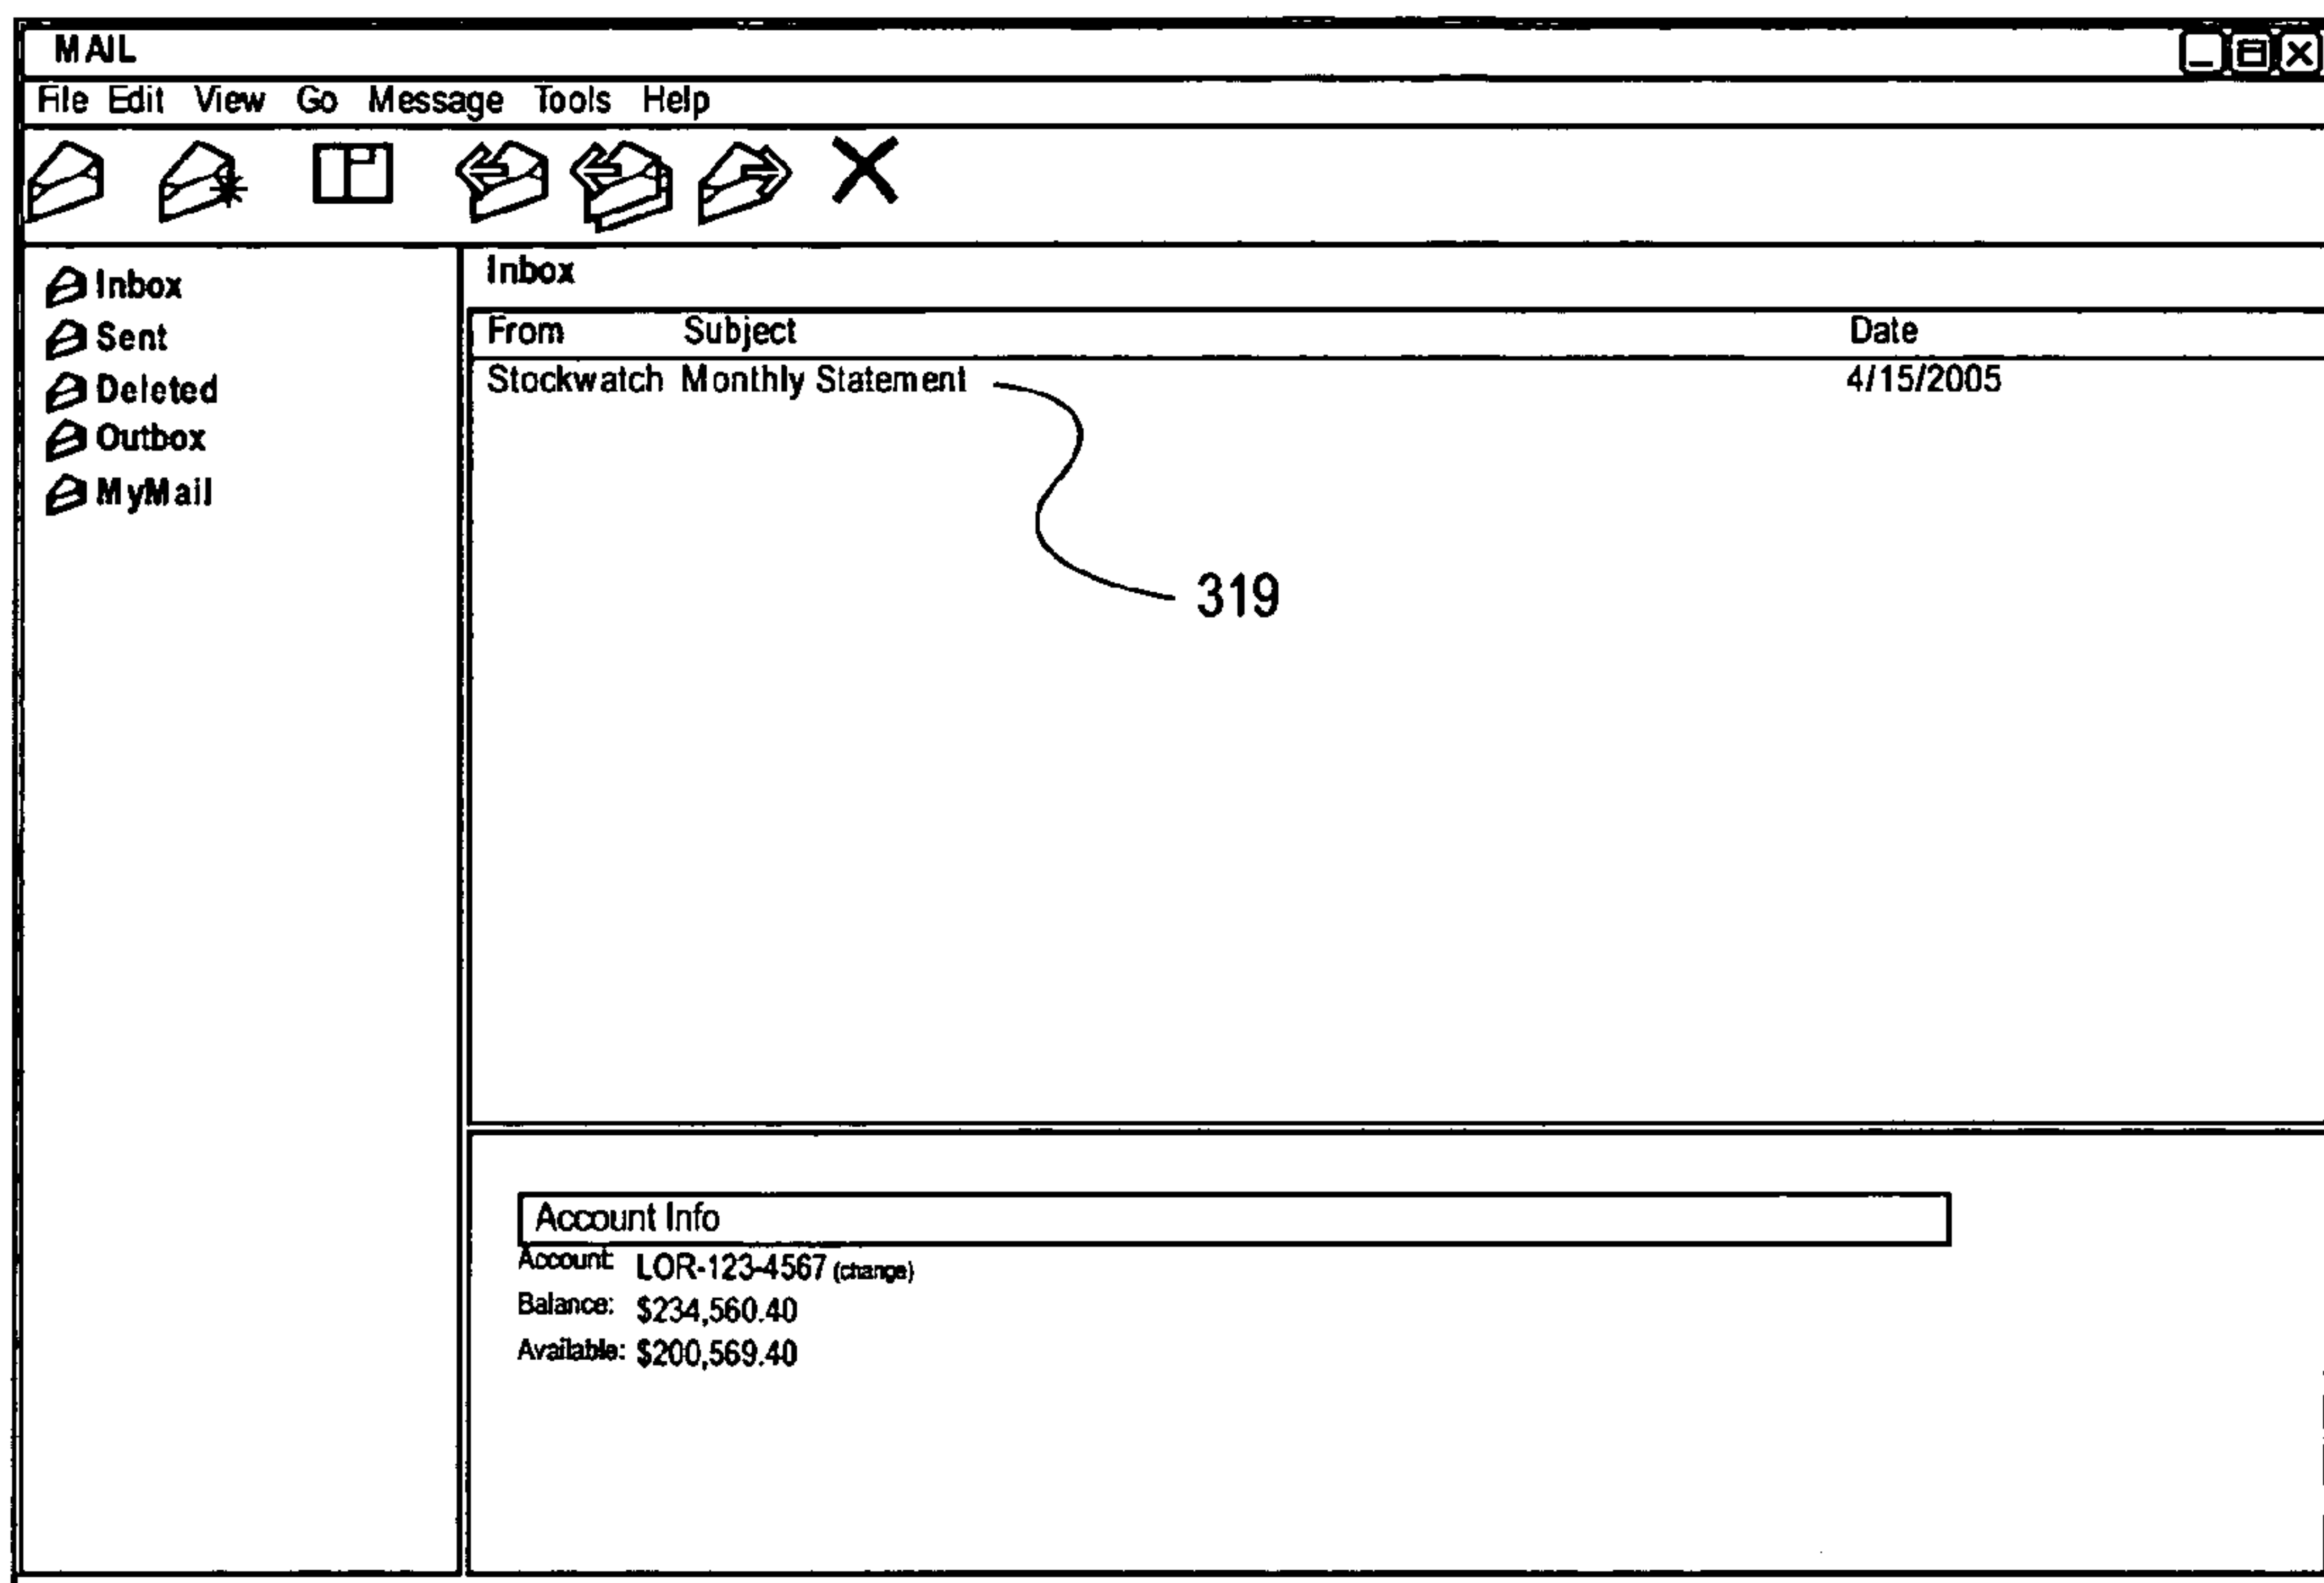 MAIL
File Edit View Go Message Tools Help
Inbox
Sent
Deleted
Outbox
MyMail
Inbox
From Subject Date
Stockwatch Monthly Statement 4/15/2005
319
Account Info
Account: LOR-123-4567 (change)
Balance: $234,560.40
Available: $200,569.40